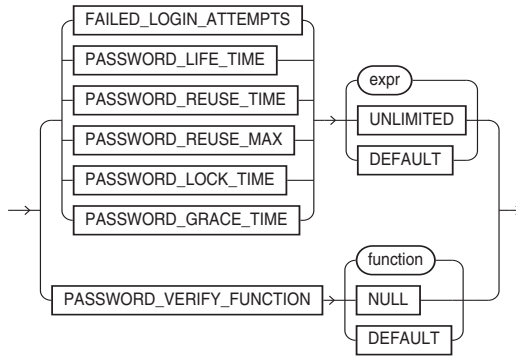 FAILED_LOGIN_ATTEMPTS
PASSWORD_LIFE_TIME
PASSWORD_REUSE_TIME
PASSWORD_REUSE_MAX
PASSWORD_LOCK_TIME
PASSWORD_GRACE_TIME
expr
UNLIMITED
DEFAULT
PASSWORD_VERIFY_FUNCTION
function
NULL
DEFAULT